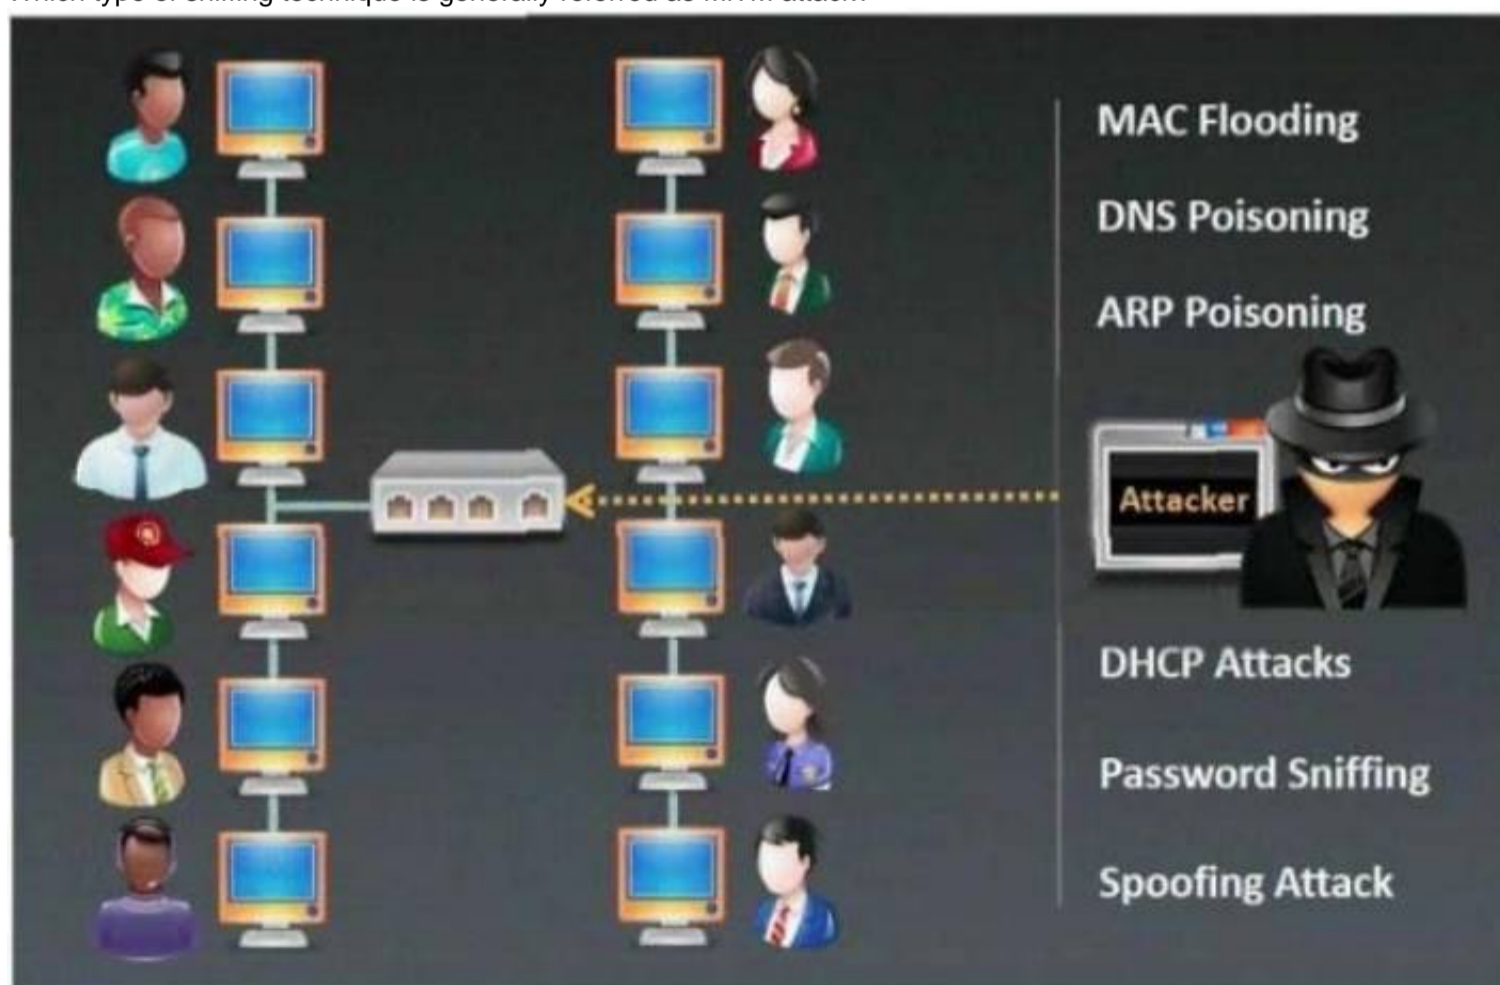 MAC Flooding
DNS Poisoning
ARP Poisoning
Attacker
DHCP Attacks
Password Sniffing
Spoofing Attack